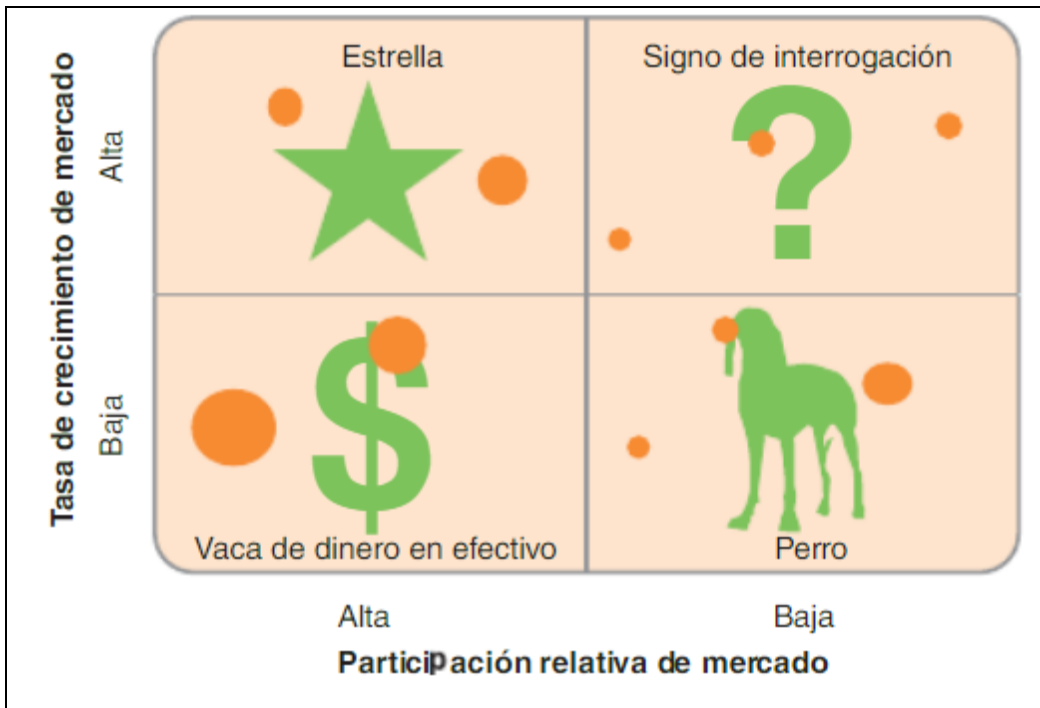 Estrella
Signo de interrogación
Tasa de crecimiento de mercado
Alta
Baja
?
$
Vaca de dinero en efectivo
Perro
Alta
Baja
Participación relativa de mercado